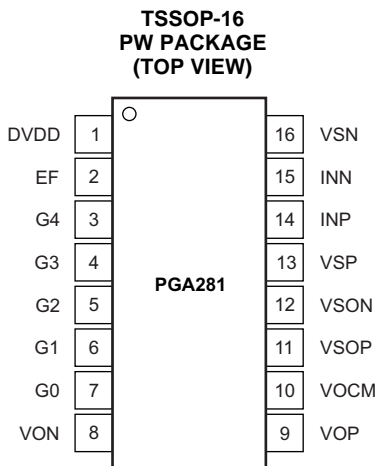 TSSOP-16
PW PACKAGE
(TOP VIEW)
DVDD 1 16 VSN
EF 2 15 INN
G4 3 14 INP
G3 4 13 VSP
PGA281
G2 5 12 VSON
G1 6 11 VSOP
G0 7 10 VOCM
VON 8 9 VOP